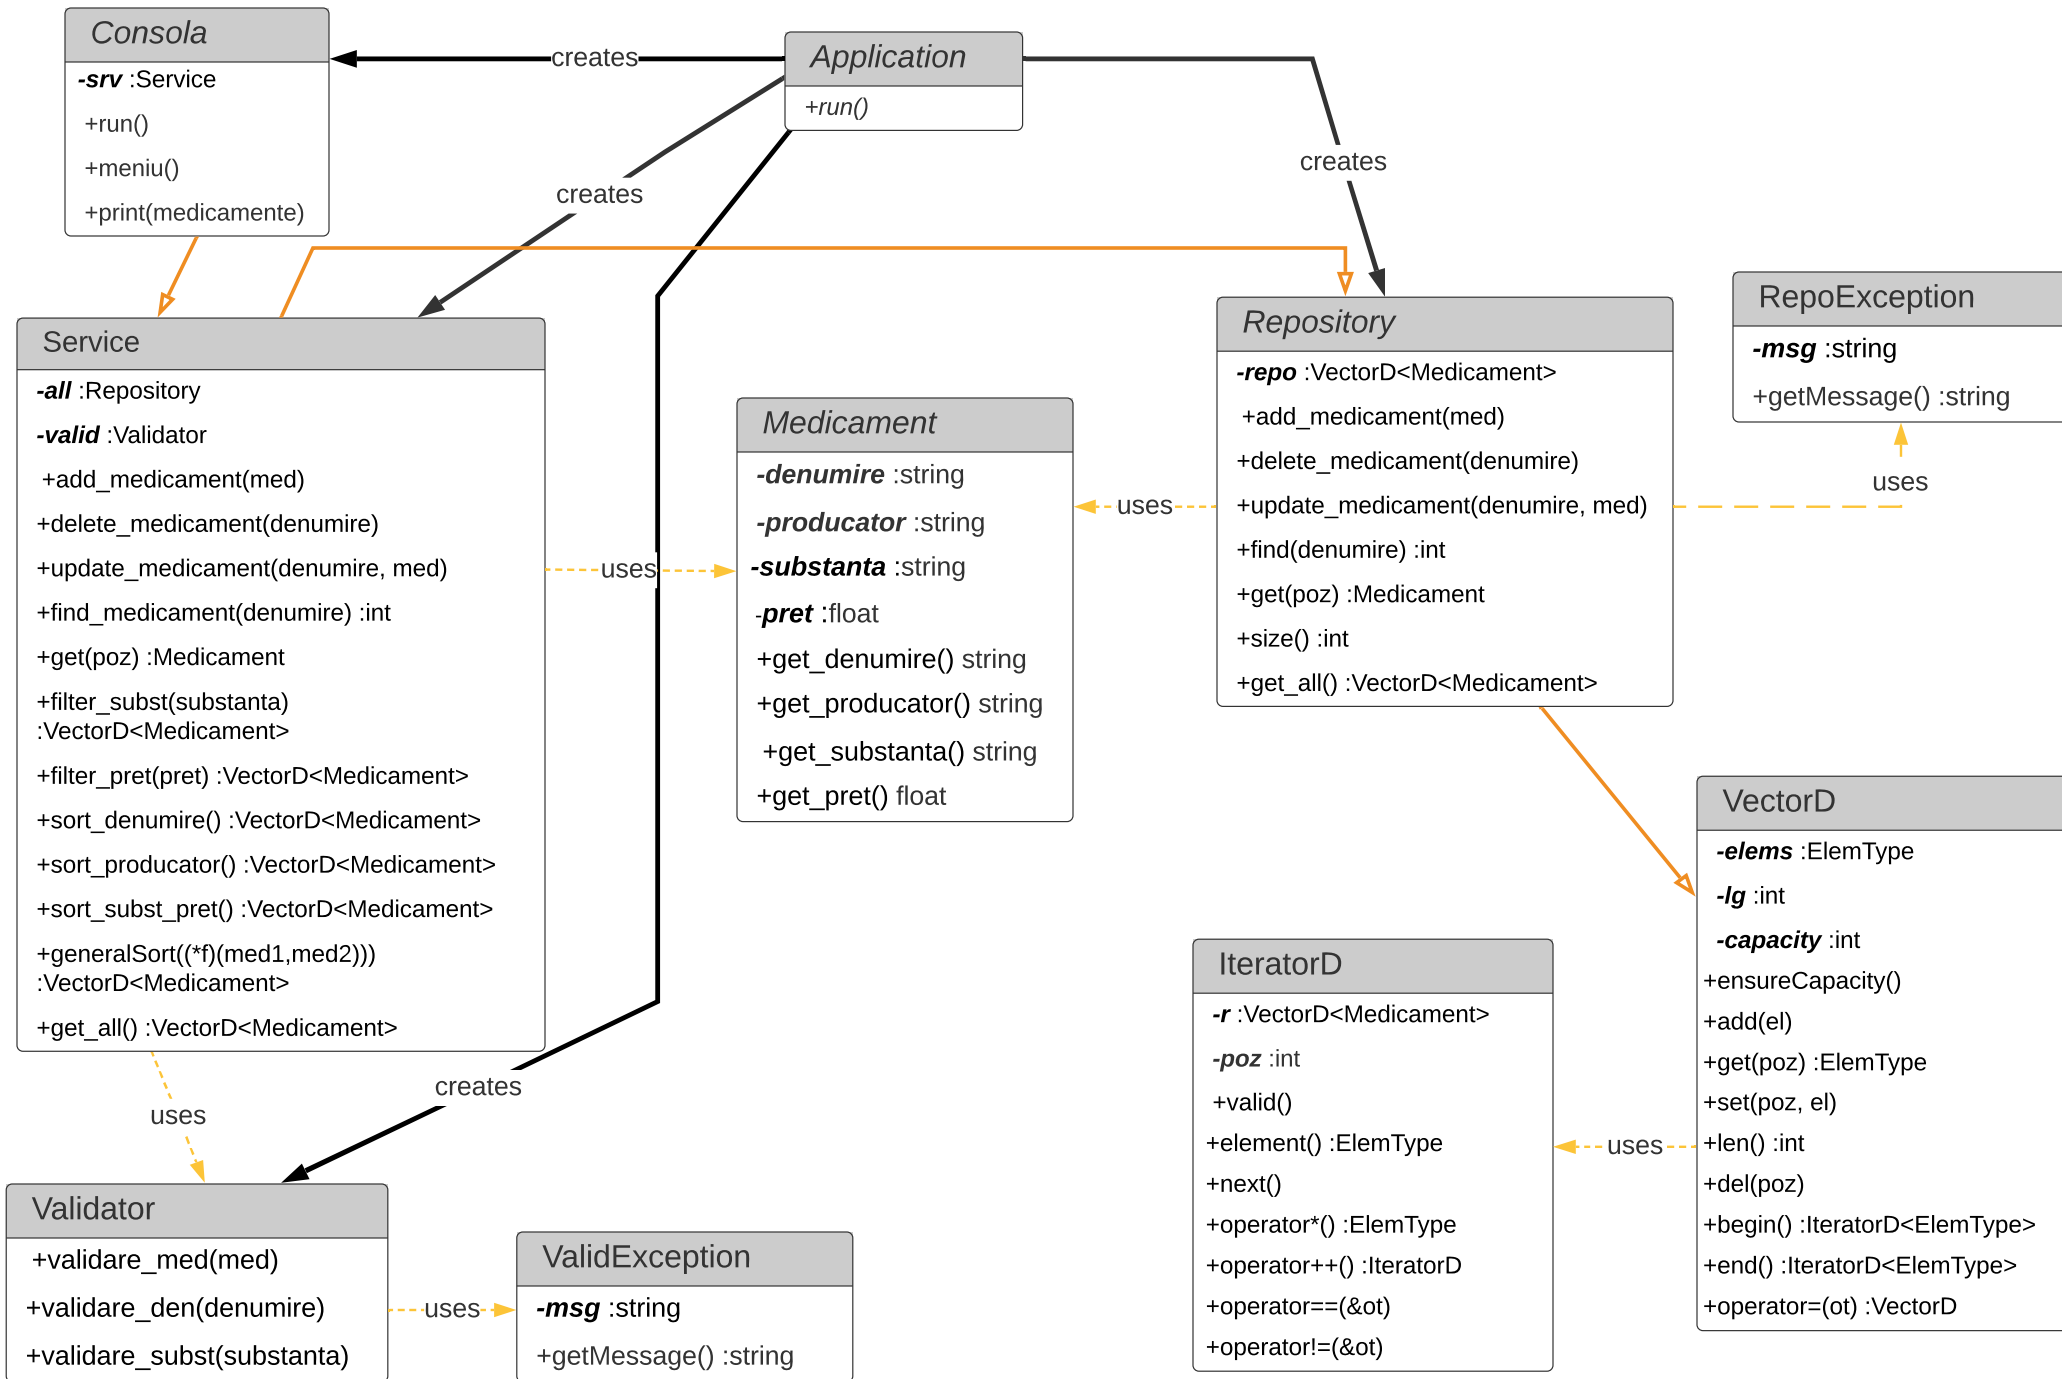 Consola
-srv :Service
+run()
+meniu()
+print(medicamente)
creates
Application
+run()
creates
creates
Service
-all :Repository
-valid :Validator
+add_medicament(med)
+delete_medicament(denumire)
+update_medicament(denumire, med)
+find_medicament(denumire) :int
+get(poz) :Medicament
+filter_subst(substanta)
:VectorD<Medicament>
+filter_pret(pret) :VectorD<Medicament>
+sort_denumire() :VectorD<Medicament>
+sort_producator() :VectorD<Medicament>
+sort_subst_pret() :VectorD<Medicament>
+generalSort((*f)(med1,med2)))
:VectorD<Medicament>
+get_all() :VectorD<Medicament>
uses
Medicament
-denumire :string
-producator :string
-substanta :string
-pret :float
+get_denumire() string
+get_producator() string
+get_substanta() string
+get_pret() float
uses
Repository
-repo :VectorD<Medicament>
+add_medicament(med)
+delete_medicament(denumire)
+update_medicament(denumire, med)
+find(denumire) :int
+get(poz) :Medicament
+size() :int
+get_all() :VectorD<Medicament>
RepoException
-msg :string
+getMessage() :string
uses
VectorD
-elems :ElemType
-lg :int
-capacity :int
+ensureCapacity()
+add(el)
+get(poz) :ElemType
+set(poz, el)
+len() :int
+del(poz)
+begin() :IteratorD<ElemType>
+end() :IteratorD<ElemType>
+operator=(ot) :VectorD
uses
IteratorD
-r :VectorD<Medicament>
-poz :int
+valid()
+element() :ElemType
+next()
+operator*() :ElemType
+operator++() :IteratorD
+operator==(&ot)
+operator!=(&ot)
creates
uses
Validator
+validare_med(med)
+validare_den(denumire)
+validare_subst(substanta)
uses
ValidException
-msg :string
+getMessage() :string